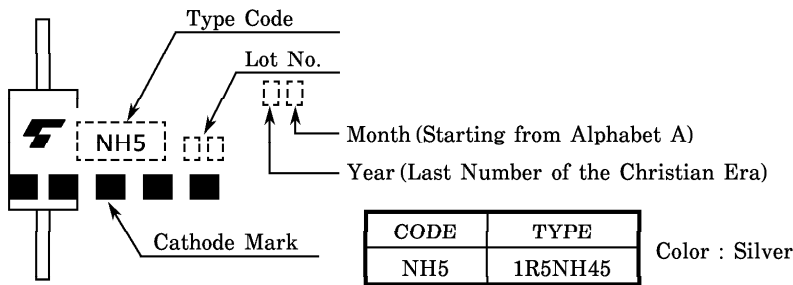 Type Code
Lot No.
NH5
Month (Starting from Alphabet A)
Year (Last Number of the Christian Era)
Cathode Mark
CODE TYPE
NH5 1R5NH45
Color : Silver